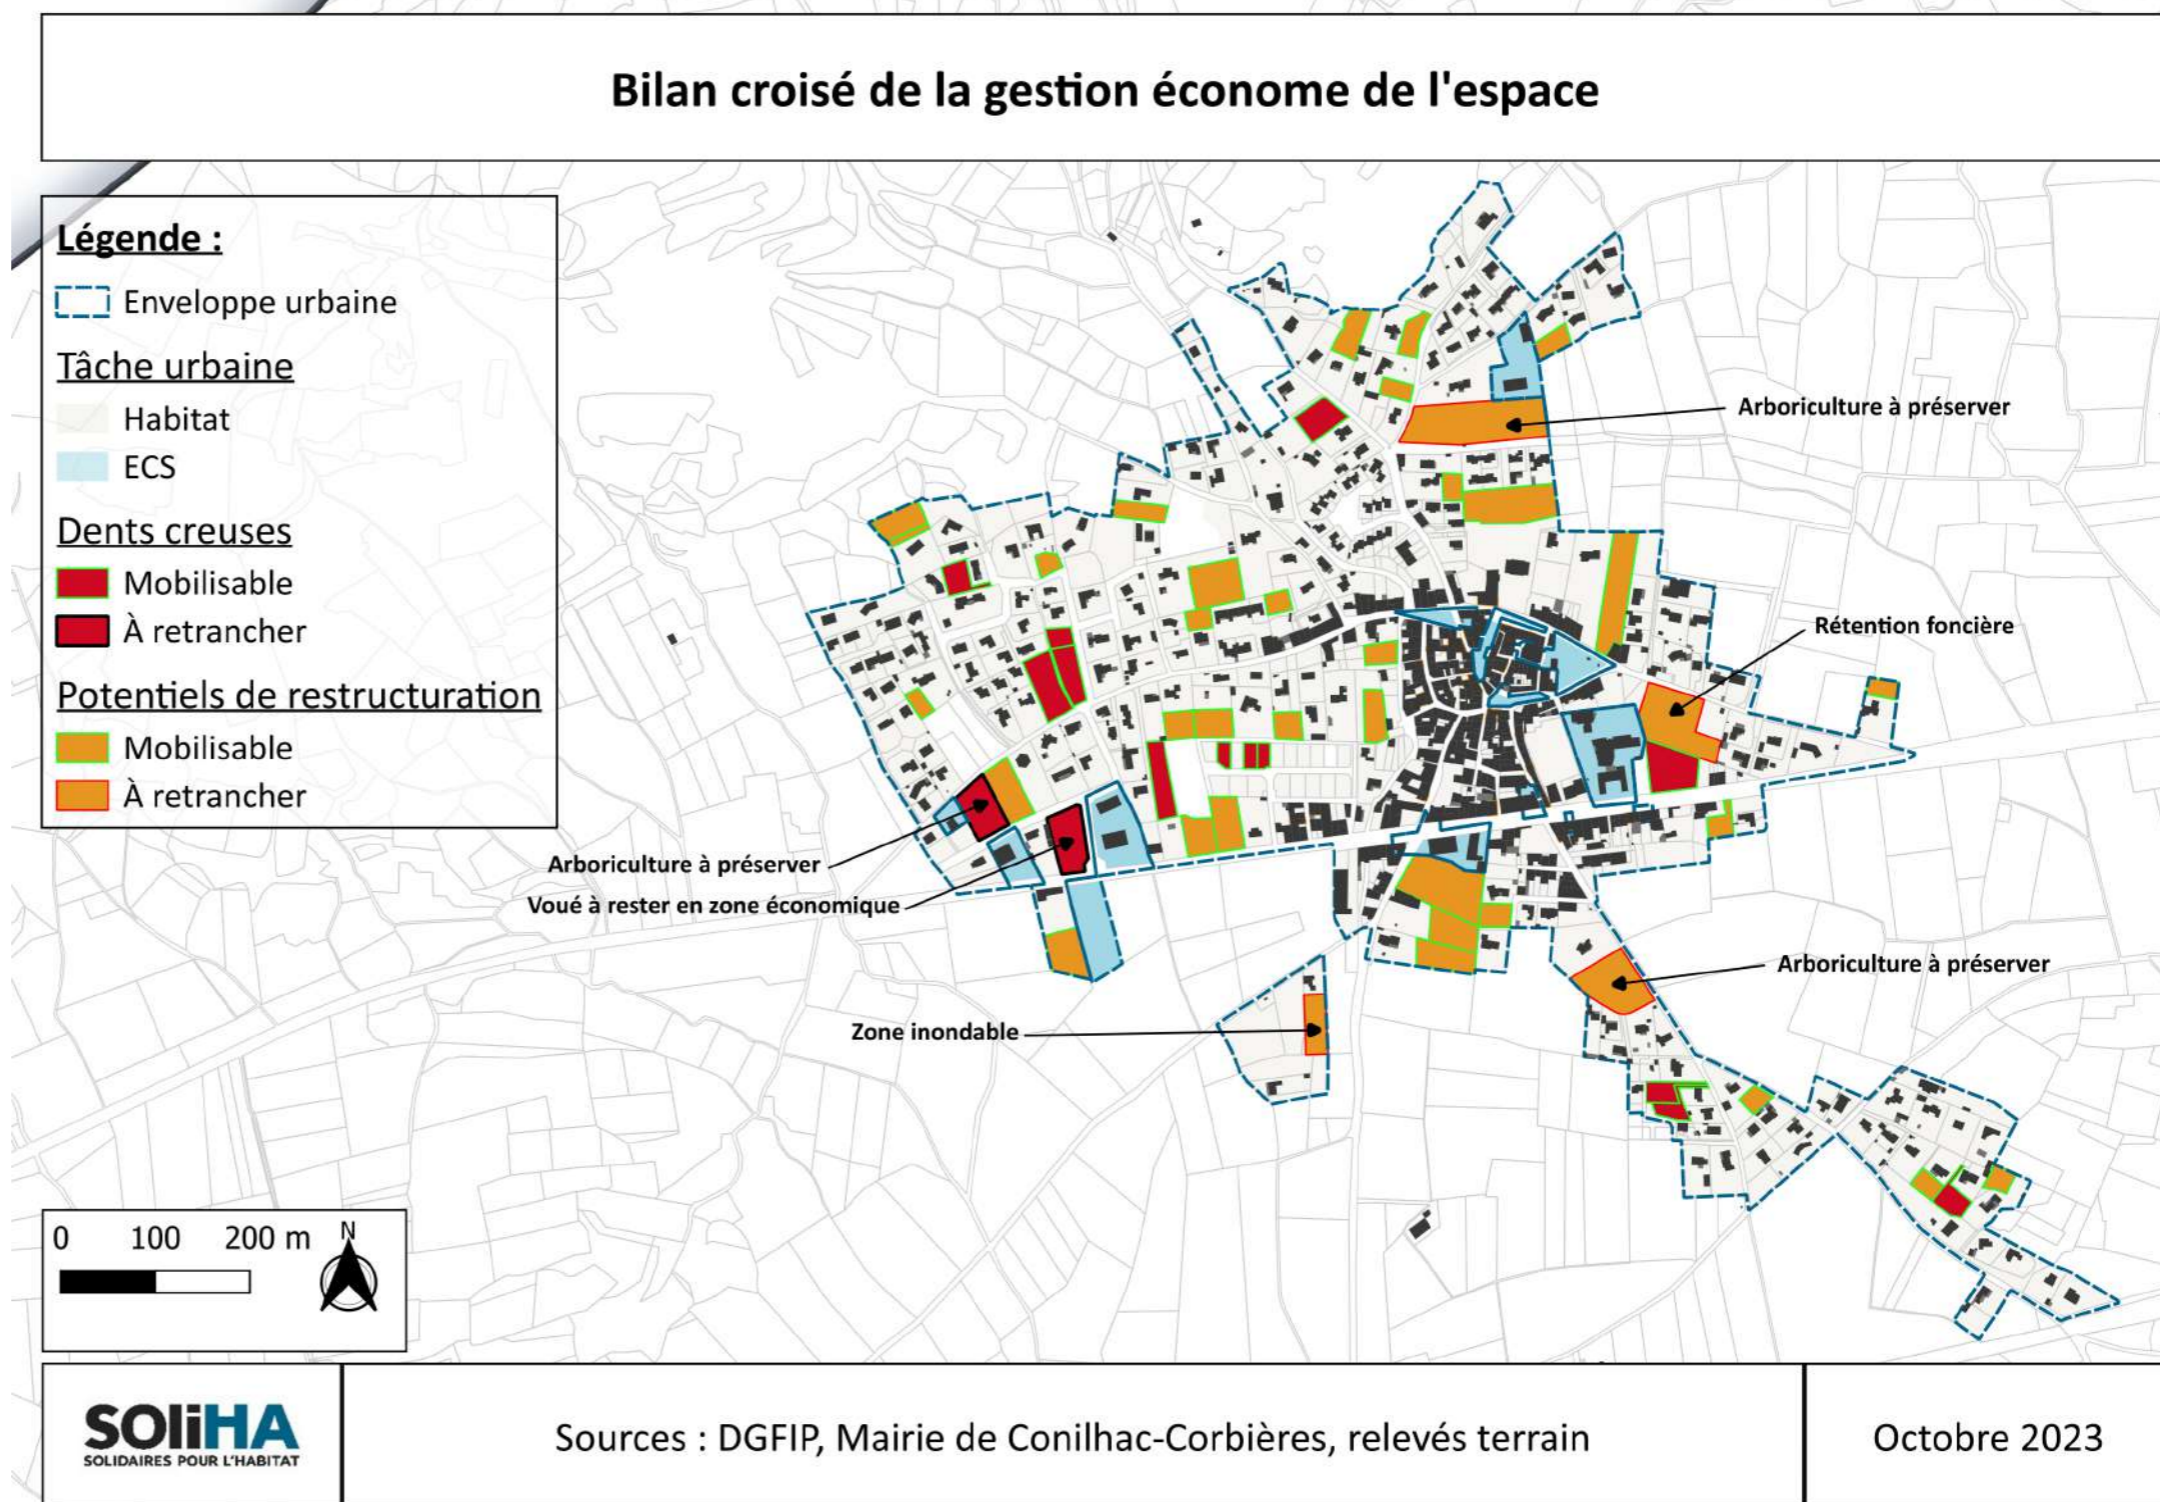 Bilan croisé de la gestion économe de l'espace
Légende :
Enveloppe urbaine
Tâche urbaine
Habitat
ECS
Dents creuses
Mobilisable
À retrancher
Potentiels de restructuration
Mobilisable
À retrancher
Arboriculture à préserver
Rétention foncière
Arboriculture à préserver
Voué à rester en zone économique
Arboriculture à préserver
Zone inondable
0 100 200 m
N
SOliHA
SOLIDAIRES POUR L'HABITAT
Sources : DGFIP, Mairie de Conilhac-Corbières, relevés terrain
Octobre 2023